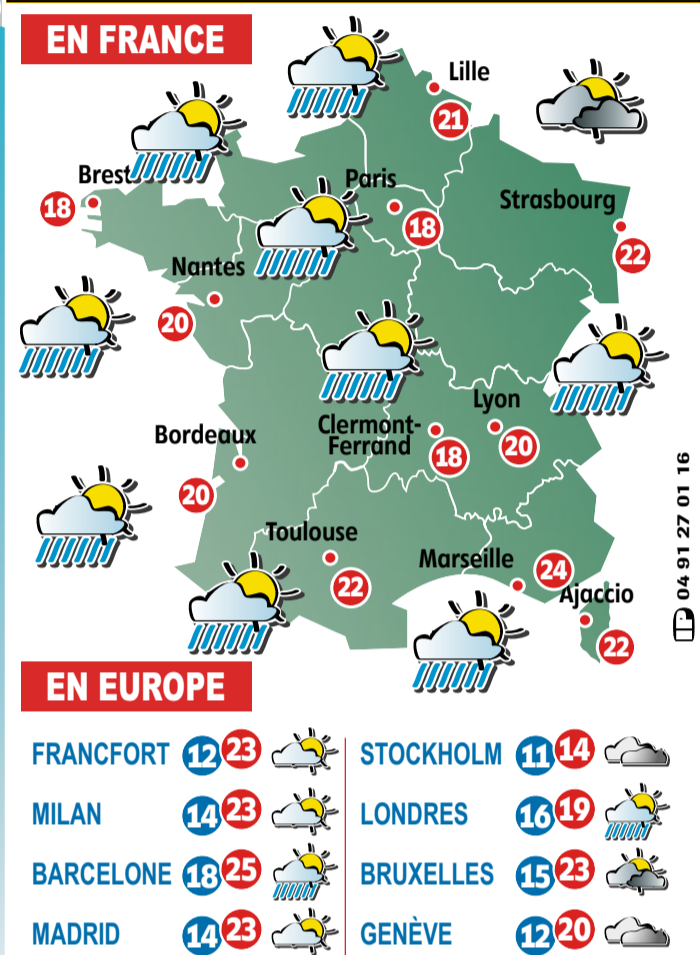 EN FRANCE
Lille
21
Brest
18
Paris
18
Strasbourg
22
Nantes
20
Lyon
20
Clermont-
Ferrand
18
Bordeaux
20
Toulouse
22
Marseille
24
Ajaccio
22
04 91 27 01 16
EN EUROPE
FRANCFORT 12 23
MILAN 14 23
BARCELONE 18 25
MADRID 14 23
STOCKHOLM 11 14
LONDRES 16 19
BRUXELLES 15 23
GENÈVE 12 20